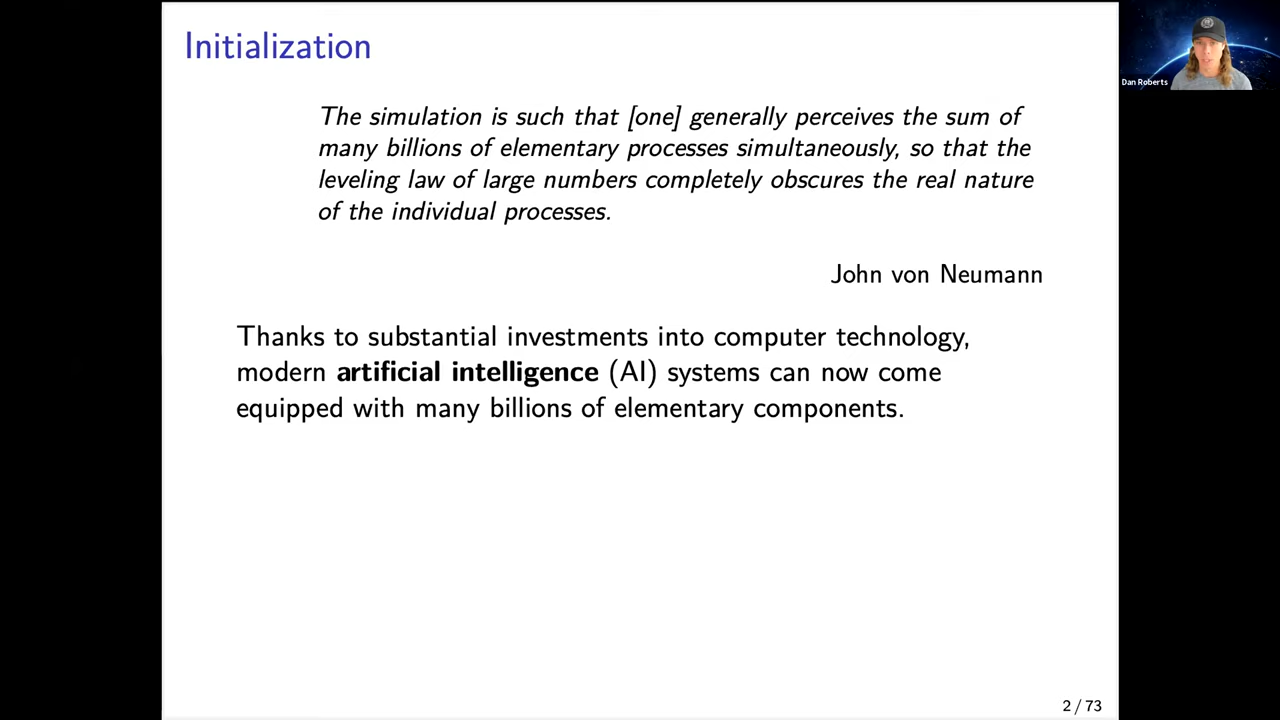 Initialization
The simulation is such that [one] generally perceives the sum of
many billions of elementary processes simultaneously, so that the
leveling law of large numbers completely obscures the real nature
of the individual processes.
John von Neumann
Thanks to substantial investments into computer technology,
modern artificial intelligence (AI) systems can now come
equipped with many billions of elementary components.
2 / 73
Dan Roberts